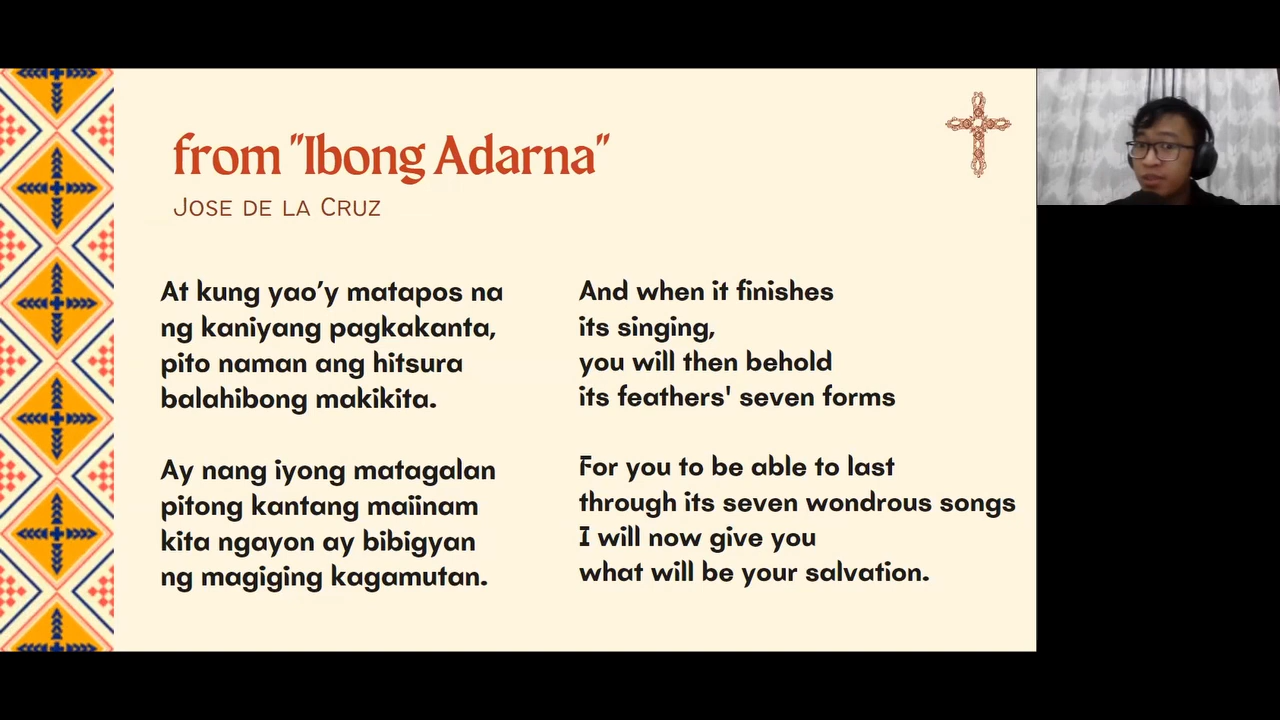 from "Ibong Adarna"
JOSE DE LA CRUZ
At kung yao'y matapos na
ng kaniyang pagkakanta,
pito naman ang hitsura
balahibong makikita.
Ay nang iyong matagalan
pitong kantang maiinam
kita ngayon ay bibigyan
ng magiging kagamutan.
And when it finishes
its singing,
you will then behold
its feathers' seven forms
For you to be able to last
through its seven wondrous songs
I will now give you
what will be your salvation.